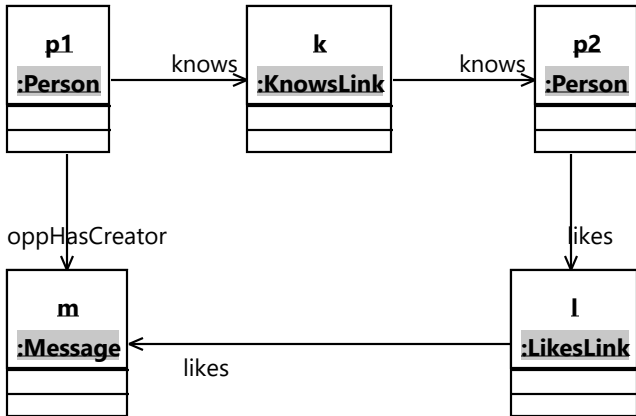 p1
:Person
knows
k
:KnowsLink
knows
p2
:Person
oppHasCreator
likes
m
:Message
likes
l
:LikesLink